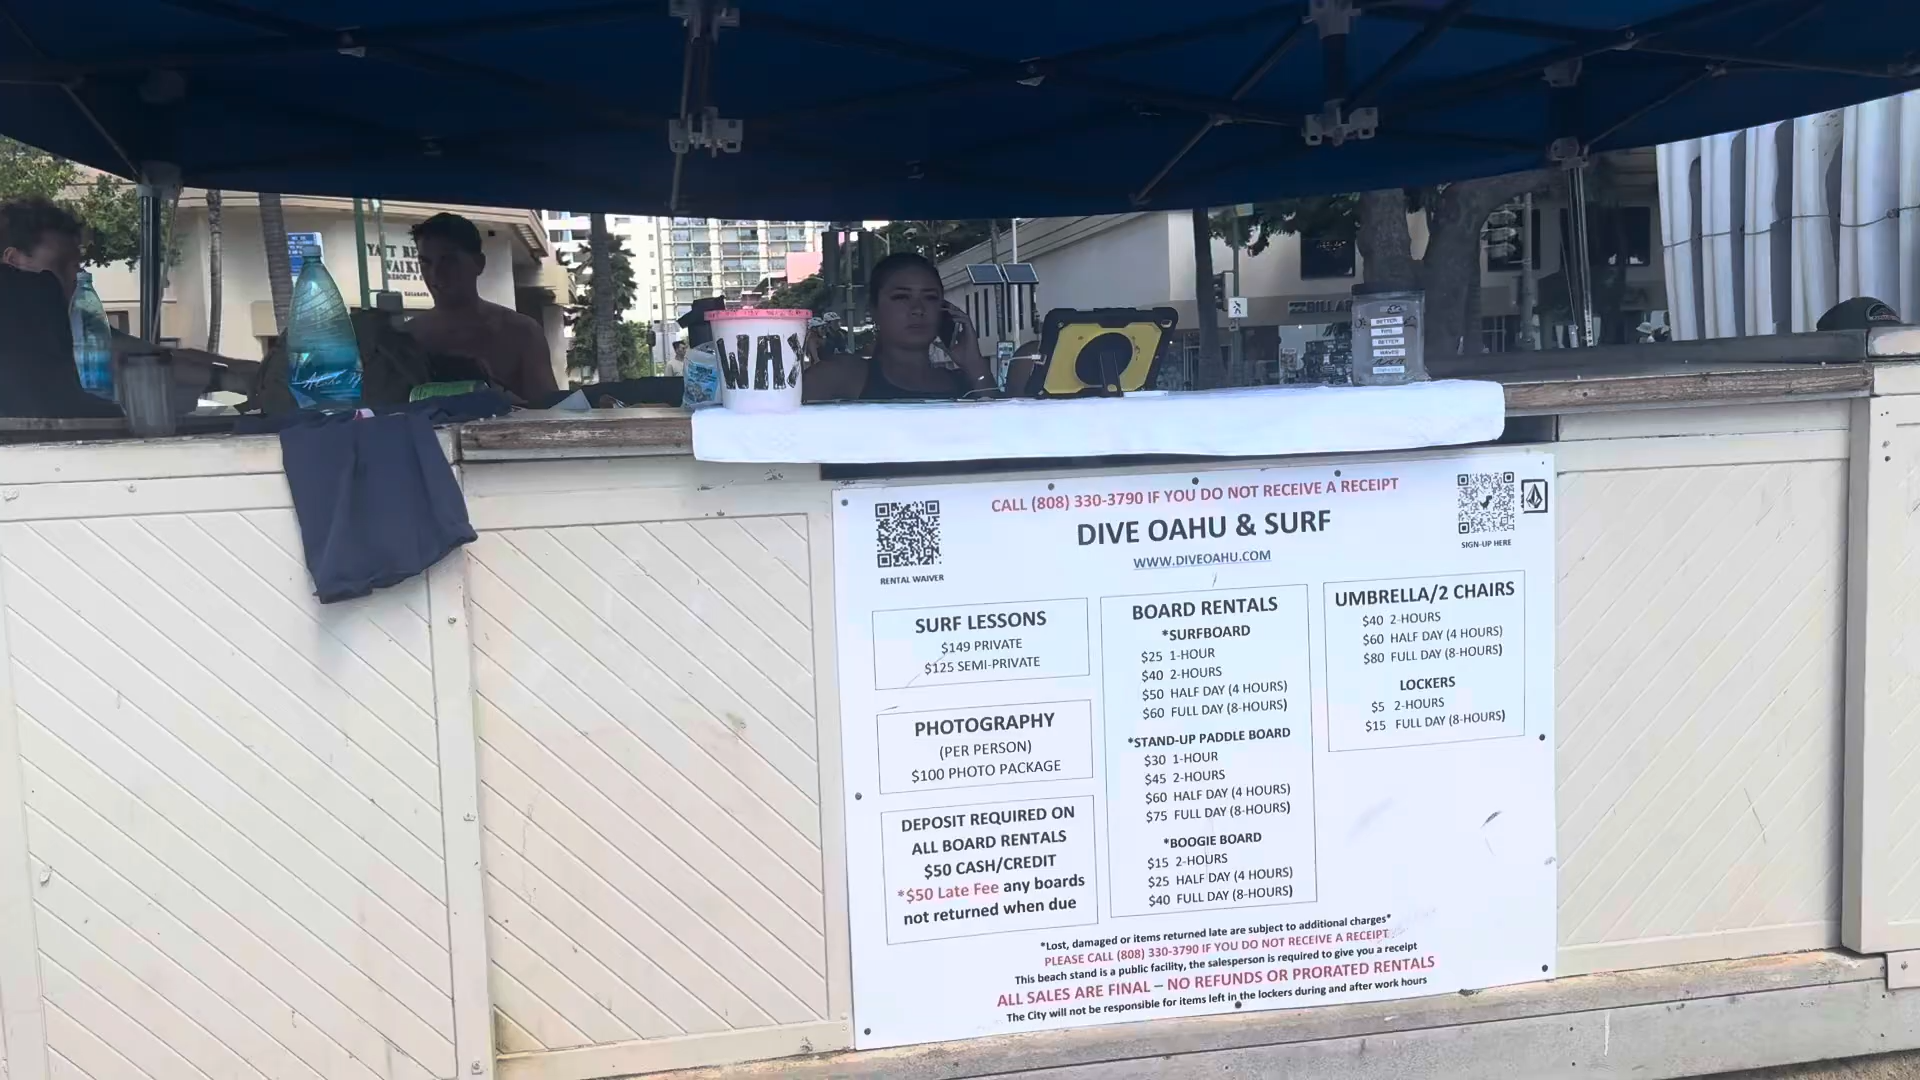 WAX
BETTER
TIPS
BETTER
WAVES
BILLAB
CALL (808) 330-3790 IF YOU DO NOT RECEIVE A RECEIPT
DIVE OAHU & SURF
WWW.DIVEOAHU.COM
RENTAL WAIVER
SIGN-UP HERE
SURF LESSONS
$149 PRIVATE
$125 SEMI-PRIVATE
PHOTOGRAPHY
(PER PERSON)
$100 PHOTO PACKAGE
DEPOSIT REQUIRED ON
ALL BOARD RENTALS
$50 CASH/CREDIT
*$50 Late Fee any boards
not returned when due
BOARD RENTALS
*SURFBOARD
$25 1-HOUR
$40 2-HOURS
$50 HALF DAY (4 HOURS)
$60 FULL DAY (8-HOURS)
*STAND-UP PADDLE BOARD
$30 1-HOUR
$45 2-HOURS
$60 HALF DAY (4 HOURS)
$75 FULL DAY (8-HOURS)
*BOOGIE BOARD
$15 2-HOURS
$25 HALF DAY (4 HOURS)
$40 FULL DAY (8-HOURS)
UMBRELLA/2 CHAIRS
$40 2-HOURS
$60 HALF DAY (4 HOURS)
$80 FULL DAY (8-HOURS)
LOCKERS
$5 2-HOURS
$15 FULL DAY (8-HOURS)
*Lost, damaged or items returned late are subject to additional charges*
PLEASE CALL (808) 330-3790 IF YOU DO NOT RECEIVE A RECEIPT
This beach stand is a public facility, the salesperson is required to give you a receipt
ALL SALES ARE FINAL – NO REFUNDS OR PRORATED RENTALS
The City will not be responsible for items left in the lockers during and after work hours